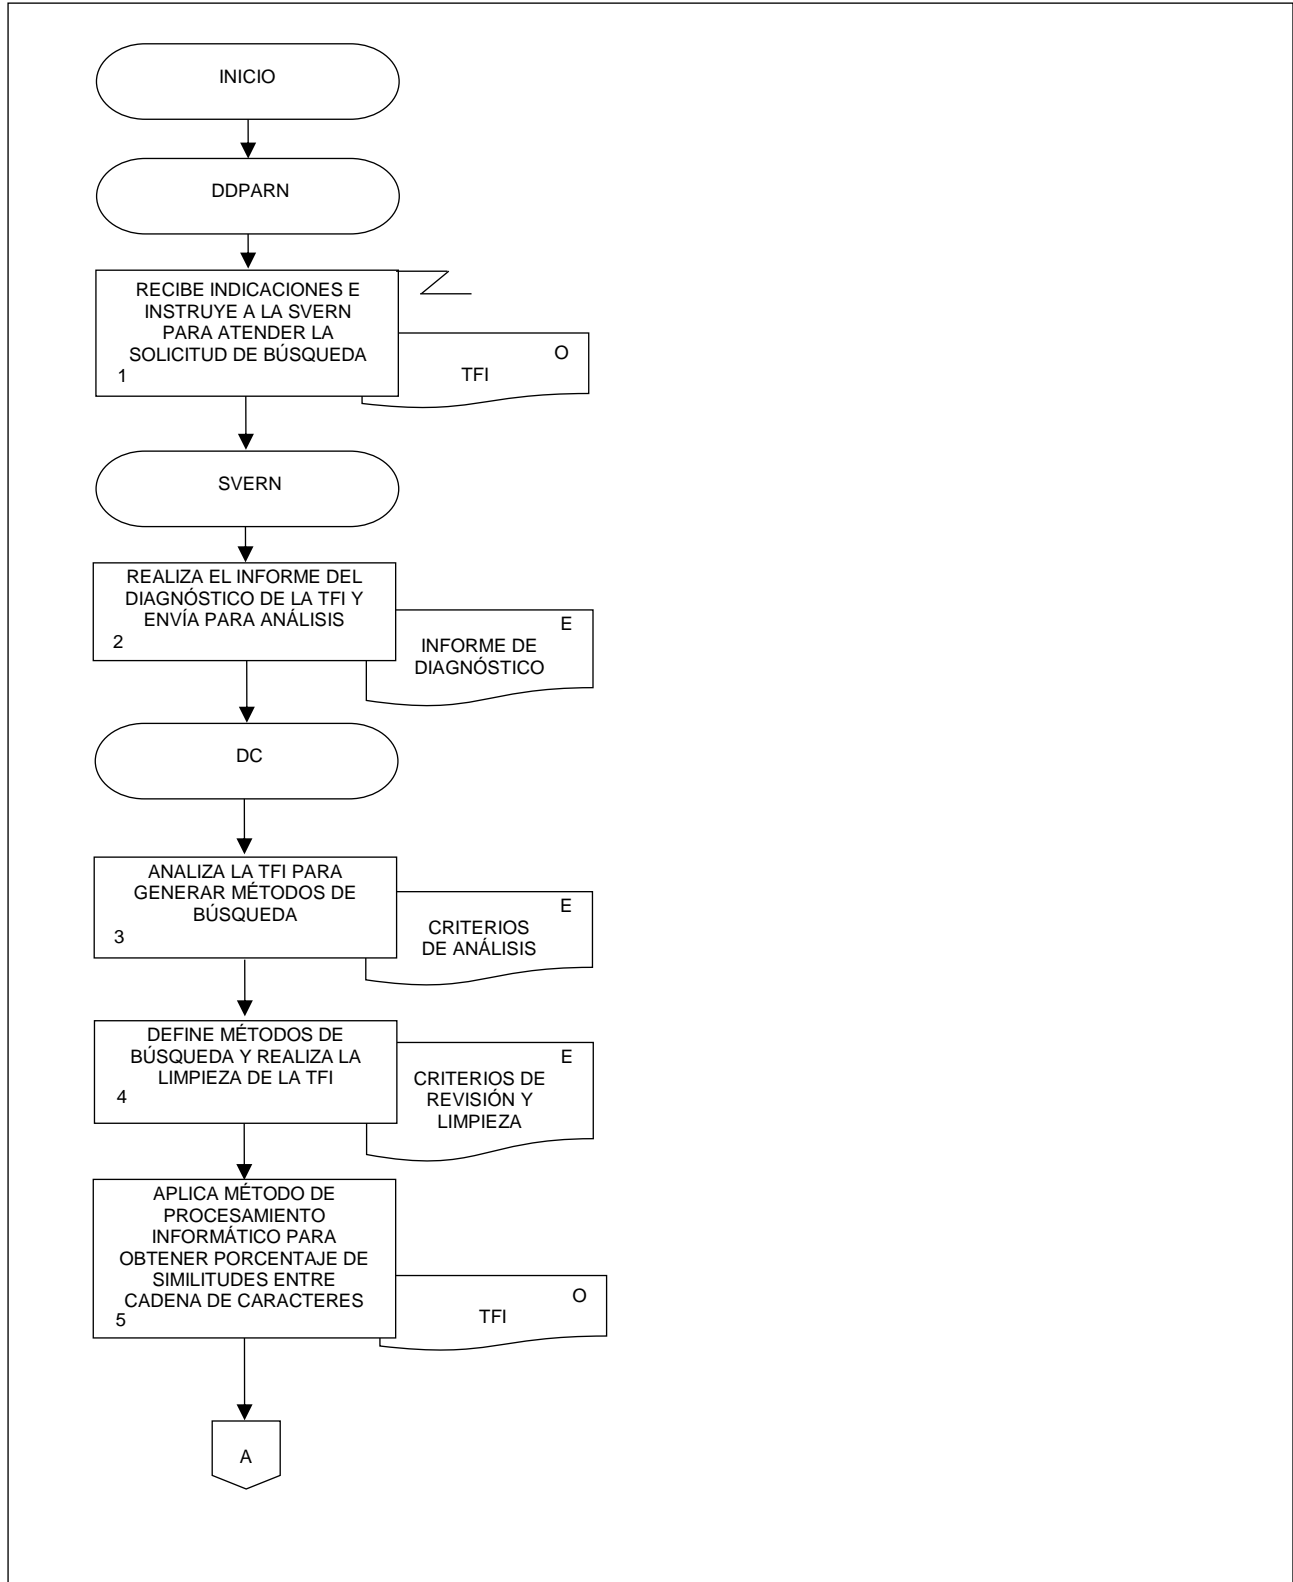 INICIO
DDPARN
RECIBE INDICACIONES E
INSTRUYE A LA SVERN
PARA ATENDER LA
SOLICITUD DE BÚSQUEDA
1
O
TFI
SVERN
REALIZA EL INFORME DEL
DIAGNÓSTICO DE LA TFI Y
ENVÍA PARA ANÁLISIS
2
E
INFORME DE
DIAGNÓSTICO
DC
ANALIZA LA TFI PARA
GENERAR MÉTODOS DE
BÚSQUEDA
3
E
CRITERIOS
DE ANÁLISIS
DEFINE MÉTODOS DE
BÚSQUEDA Y REALIZA LA
LIMPIEZA DE LA TFI
4
E
CRITERIOS DE
REVISIÓN Y
LIMPIEZA
APLICA MÉTODO DE
PROCESAMIENTO
INFORMÁTICO PARA
OBTENER PORCENTAJE DE
SIMILITUDES ENTRE
CADENA DE CARACTERES
5
O
TFI
A